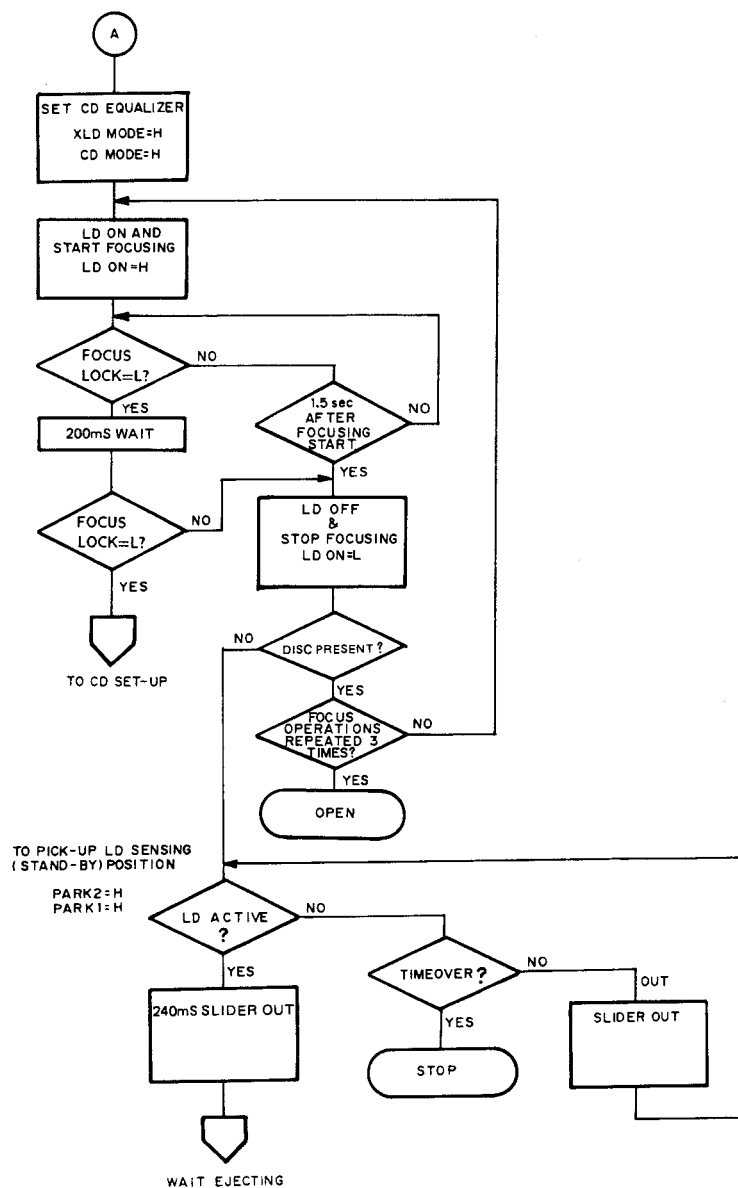 A
SET CD EQUALIZER
XLD MODE=H
CD MODE=H
LD ON AND
START FOCUSING
LD ON=H
FOCUS
LOCK=L?
NO
YES
1.5 sec
AFTER
FOCUSING
START
NO
YES
200mS WAIT
FOCUS
LOCK=L?
NO
YES
TO CD SET-UP
LD OFF
&
STOP FOCUSING
LD ON=L
DISC PRESENT?
NO
YES
FOCUS
OPERATIONS
REPEATED 3
TIMES?
NO
YES
OPEN
TO PICK-UP LD SENSING
(STAND-BY) POSITION
PARK2=H
PARK1=H
LD ACTIVE
?
NO
YES
240mS SLIDER OUT
WAIT EJECTING
TIMEOVER?
NO
YES
STOP
OUT
SLIDER OUT